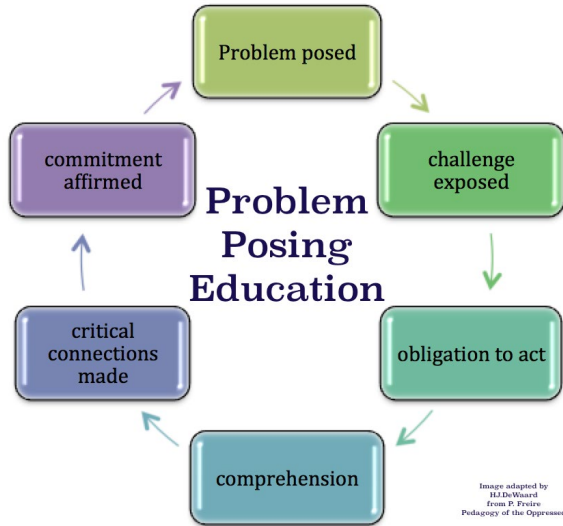 Problem posed
challenge
exposed
obligation to act
comprehension
critical
connections
made
commitment
affirmed
Problem
Posing
Education
Image adapted by
HJ.DeWaard
from P. Freire
Pedagogy of the Oppressed